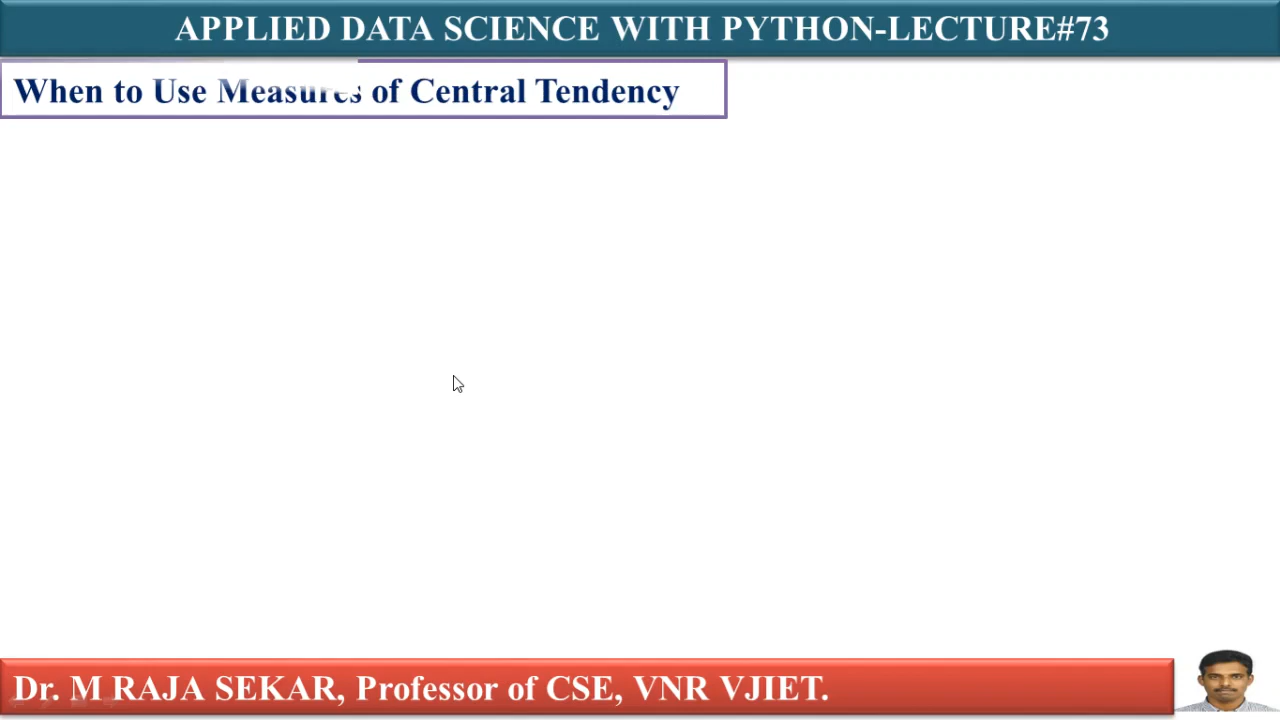 APPLIED DATA SCIENCE WITH PYTHON-LECTURE#73
When to Use Measures of Central Tendency
Dr. M RAJA SEKAR, Professor of CSE, VNR VJIET.